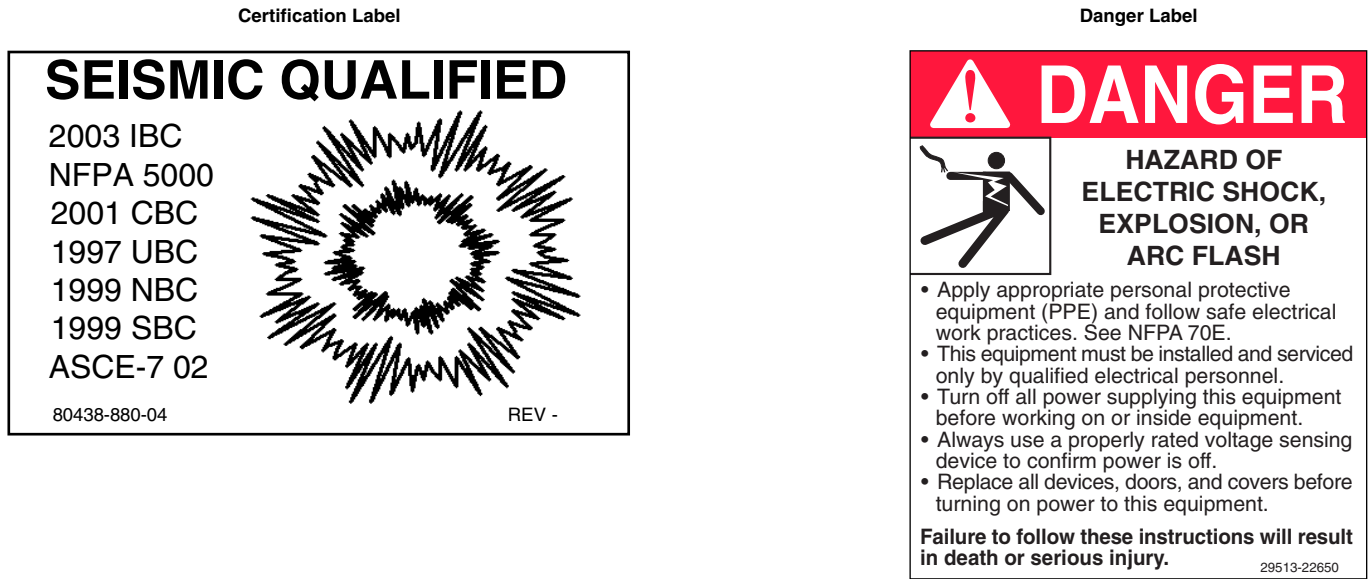 Certification Label
SEISMIC QUALIFIED
2003 IBC
NFPA 5000
2001 CBC
1997 UBC
1999 NBC
1999 SBC
ASCE-7 02
80438-880-04
REV -
Danger Label
DANGER
HAZARD OF
ELECTRIC SHOCK,
EXPLOSION, OR
ARC FLASH
• Apply appropriate personal protective
equipment (PPE) and follow safe electrical
work practices. See NFPA 70E.
• This equipment must be installed and serviced
only by qualified electrical personnel.
• Turn off all power supplying this equipment
before working on or inside equipment.
• Always use a properly rated voltage sensing
device to confirm power is off.
• Replace all devices, doors, and covers before
turning on power to this equipment.
Failure to follow these instructions will result
in death or serious injury.
29513-22650